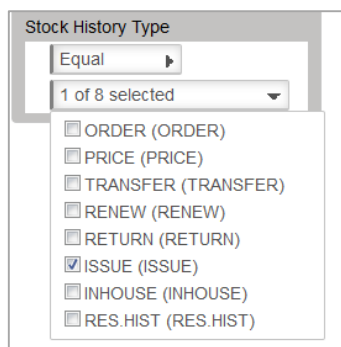 Stock History Type
Equal
1 of 8 selected
ORDER (ORDER)
PRICE (PRICE)
TRANSFER (TRANSFER)
RENEW (RENEW)
RETURN (RETURN)
ISSUE (ISSUE)
INHOUSE (INHOUSE)
RES.HIST (RES.HIST)